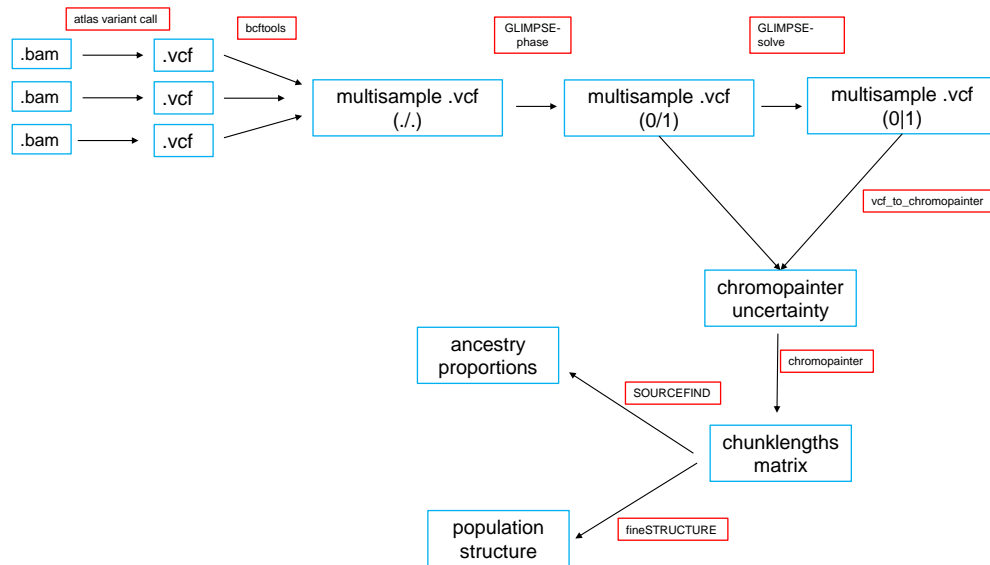 atlas variant call
bcftools
GLIMPSE-
phase
GLIMPSE-
solve
.bam
.vcf
.bam
.vcf
.bam
.vcf
multisample .vcf
(./.)
multisample .vcf
(0/1)
multisample .vcf
(0|1)
vcf_to_chromopainter
chromopainter
uncertainty
chromopainter
ancestry
proportions
SOURCEFIND
chunklengths
matrix
population
structure
fineSTRUCTURE